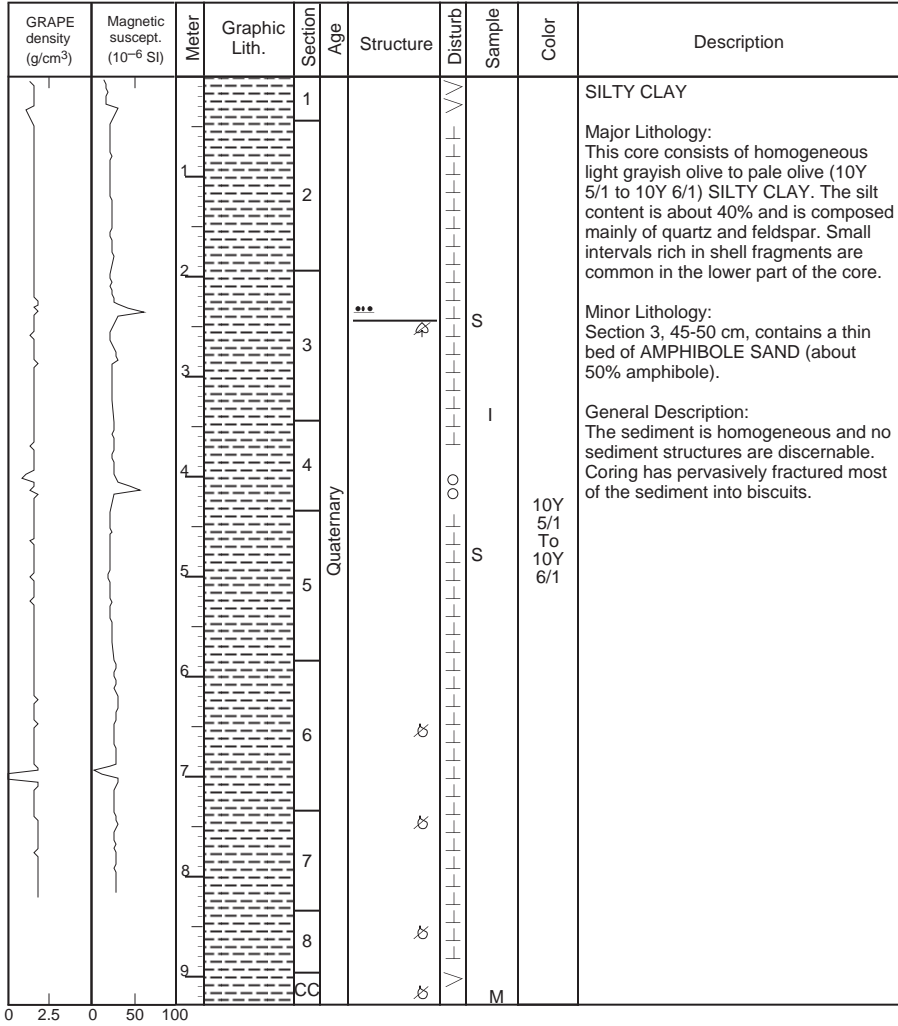 GRAPE
density
(g/cm3)
Magnetic
suscept.
(10–6 SI)
Meter
Graphic
Lith.
Section
Age
Structure
Disturb
Sample
Color
Description
1
2
3
4
5
6
7
8
9
1
2
3
4
5
6
7
8
CC
Quaternary
S
I
S
M
10Y
5/1
To
10Y
6/1
SILTY CLAY
Major Lithology:
This core consists of homogeneous
light grayish olive to pale olive (10Y
5/1 to 10Y 6/1) SILTY CLAY. The silt
content is about 40% and is composed
mainly of quartz and feldspar. Small
intervals rich in shell fragments are
common in the lower part of the core.
Minor Lithology:
Section 3, 45-50 cm, contains a thin
bed of AMPHIBOLE SAND (about
50% amphibole).
General Description:
The sediment is homogeneous and no
sediment structures are discernable.
Coring has pervasively fractured most
of the sediment into biscuits.
0 2.5 0 50 100